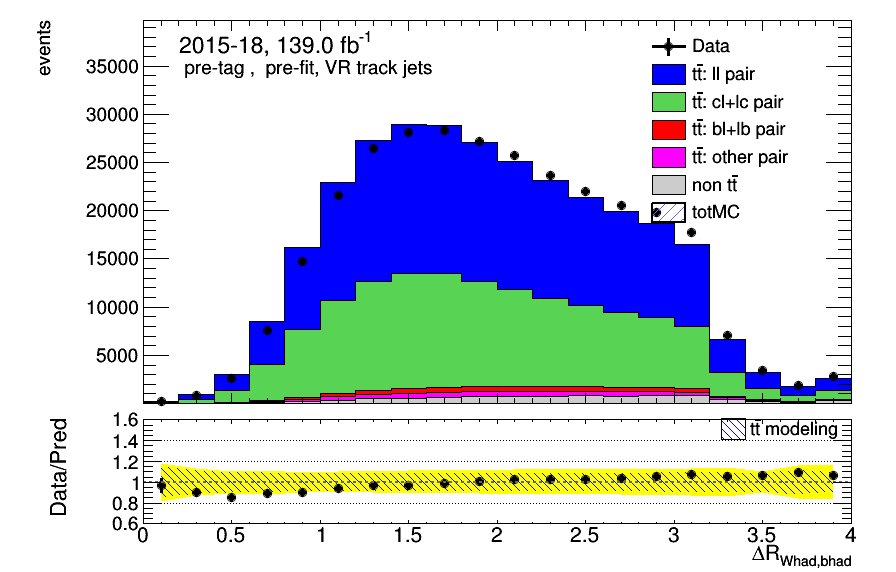 events
2015-18, 139.0 fb-1
pre-tag , pre-fit, VR track jets
Data
tt̄: ll pair
tt̄: cl+lc pair
tt̄: bl+lb pair
tt̄: other pair
non tt̄
totMC
35000
30000
25000
20000
15000
10000
5000
Data/Pred
tt̄ modeling
1.6
1.4
1.2
1
0.8
0.6
0
0.5
1
1.5
2
2.5
3
3.5
4
ΔR Whad,bhad